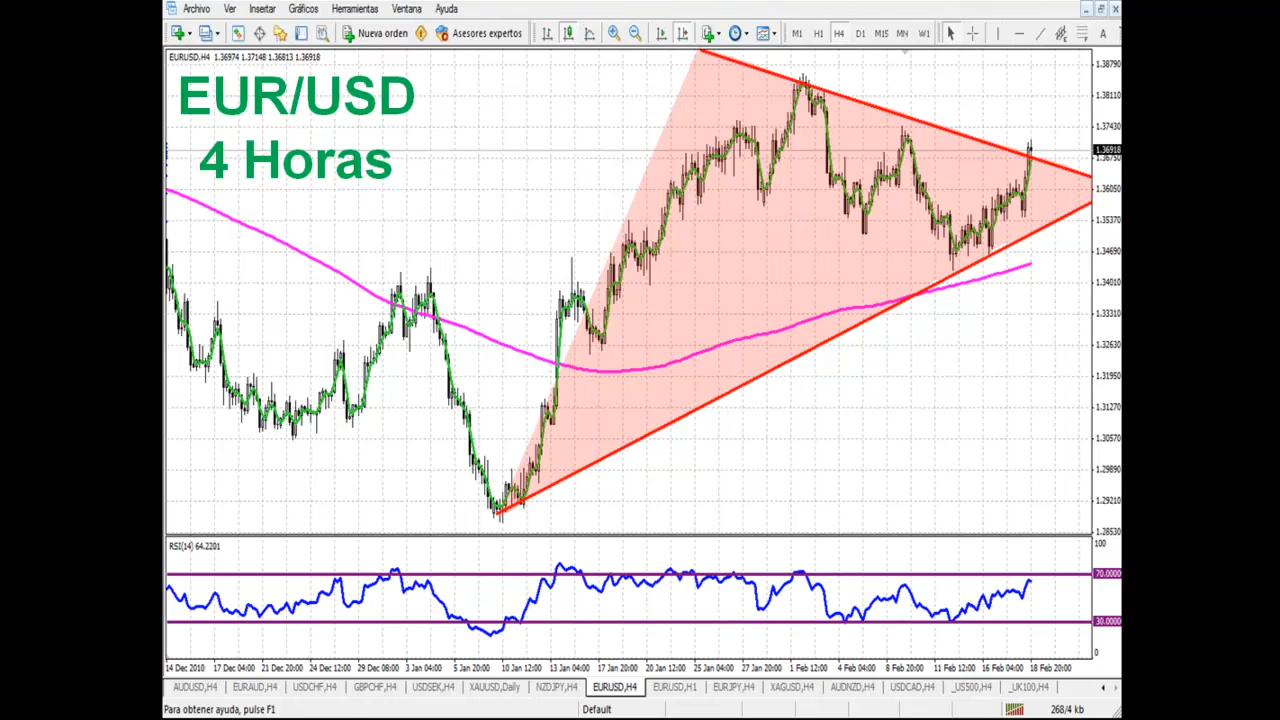 Archivo Ver Insertar Gráficos Herramientas Ventana Ayuda
Nueva orden Asesores expertos M1 H1 H4 D1 M15 MN W1 A
EURUSD,H4 1.36974 1.37148 1.36813 1.36918
EUR/USD
4 Horas
1.38790
1.38110
1.37430
1.36918
1.36750
1.36050
1.35370
1.34690
1.34010
1.33310
1.32630
1.31950
1.31270
1.30570
1.29890
1.29210
1.28530
RSI(14) 64.2201
100
70.0000
30.0000
0
14 Dec 2010 17 Dec 04:00 21 Dec 20:00 24 Dec 12:00 29 Dec 08:00 3 Jan 04:00 5 Jan 20:00 10 Jan 12:00 13 Jan 04:00 17 Jan 20:00 20 Jan 12:00 25 Jan 04:00 27 Jan 20:00 1 Feb 12:00 4 Feb 04:00 8 Feb 20:00 11 Feb 12:00 16 Feb 04:00 18 Feb 20:00
AUDUSD,H4 EURAUD,H4 USDCHF,H4 GBPCHF,H4 USDSEK,H4 XAUUSD,Daily NZDJPY,H4 EURUSD,H4 EURUSD,H1 EURJPY,H4 XAGUSD,H4 AUDNZD,H4 USDCAD,H4 _US500,H4 _UK100,H4
Para obtener ayuda, pulse F1 Default 268/4 kb